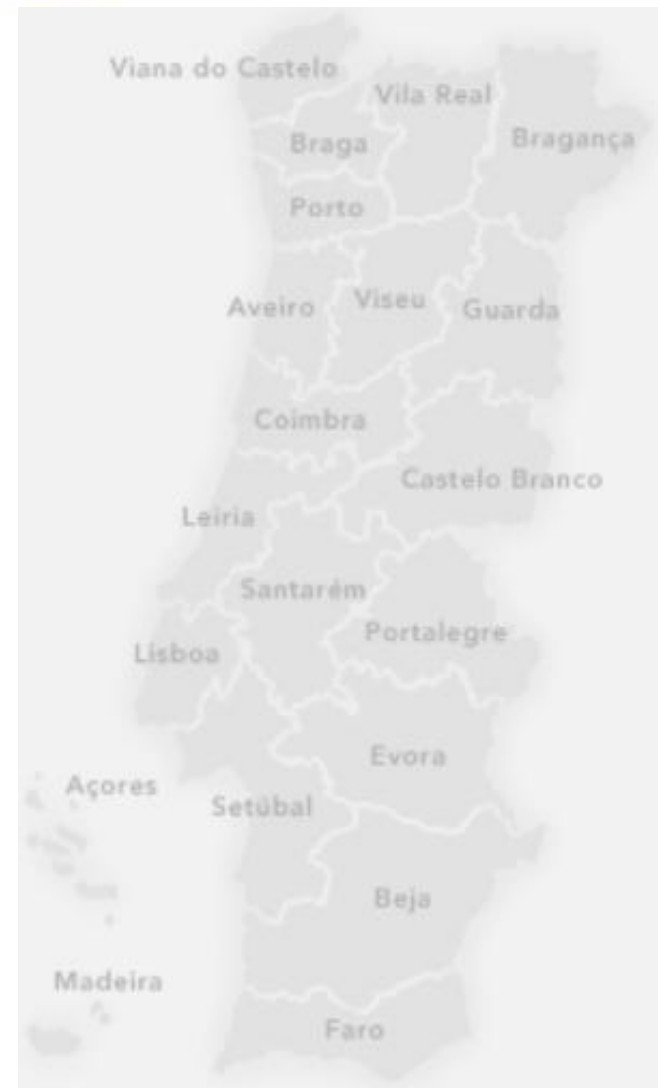 Viana do Castelo
Vila Real
Bragança
Braga
Porto
Aveiro
Viseu
Guarda
Coimbra
Castelo Branco
Leiria
Santarém
Portalegre
Lisboa
Evora
Açores
Setúbal
Beja
Madeira
Faro